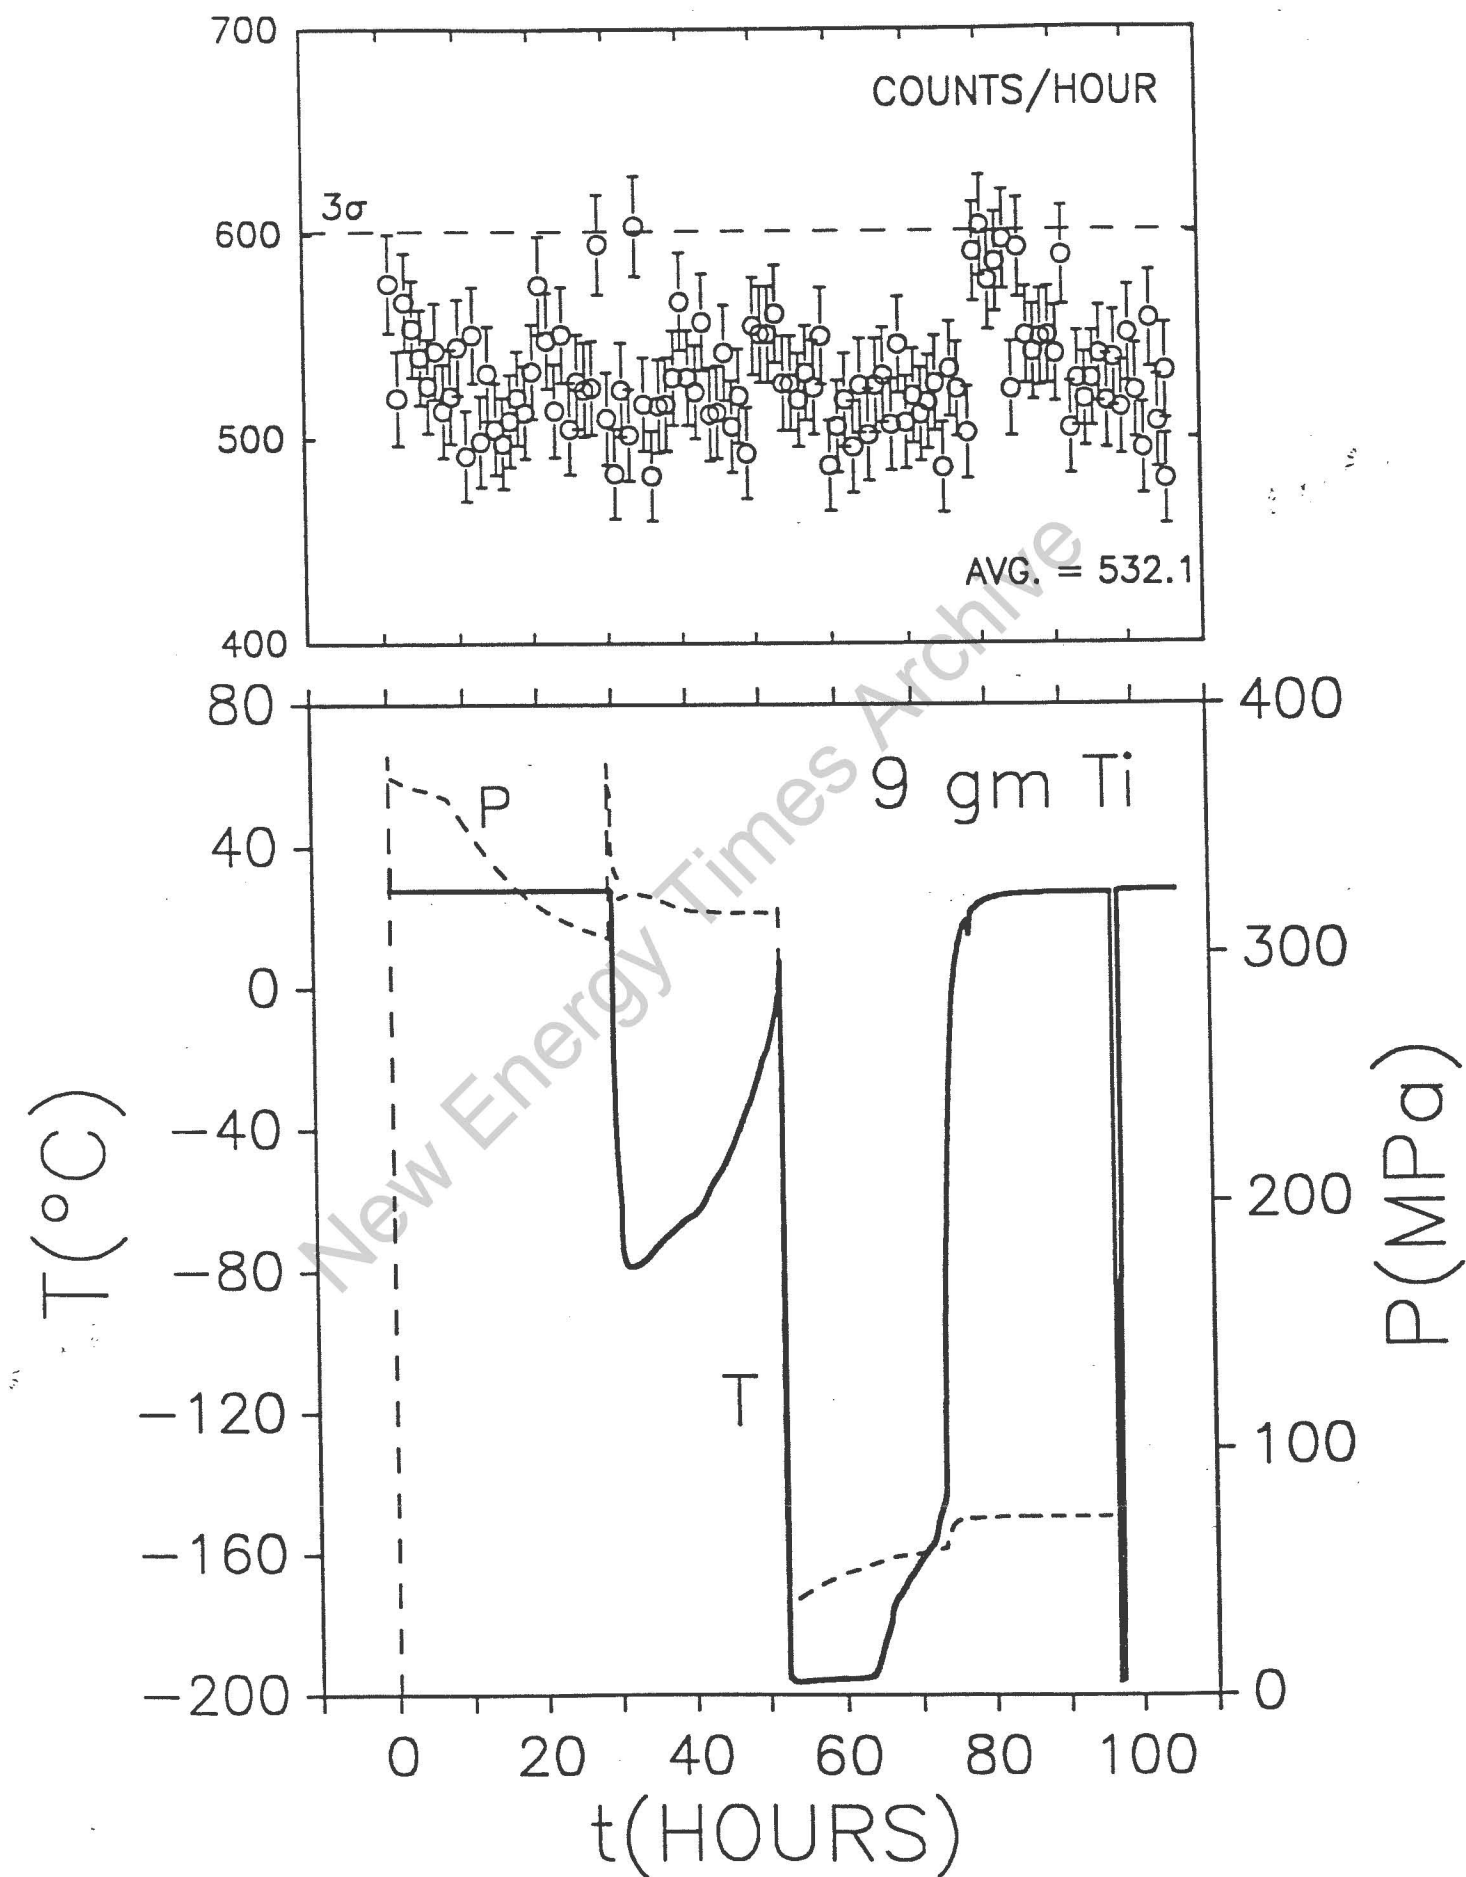 700
COUNTS/HOUR
3σ
600
500
AVG. = 532.1
400
80
400
9 gm Ti
P
40
300
0
-40
200
-80
T
-120
100
-160
-200
0
T(°C)
P(MPa)
0 20 40 60 80 100
t(HOURS)
New Energy Times Archive